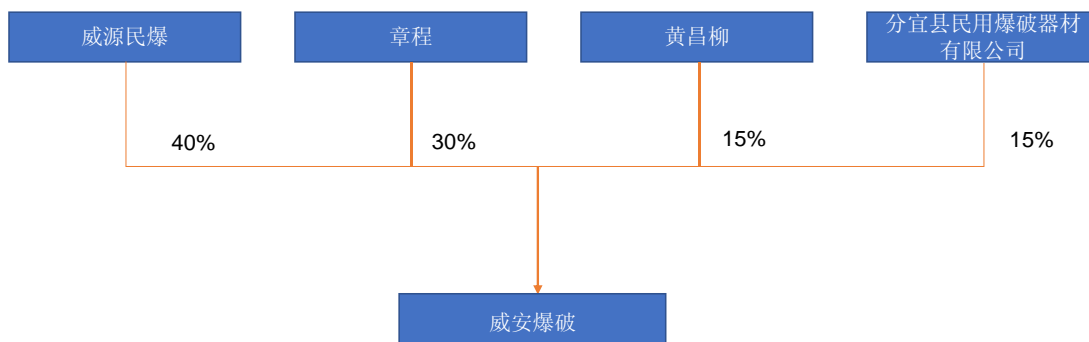 威源民爆
章程
黄昌柳
分宜县民用爆破器材
有限公司
40%
30%
15%
15%
威安爆破